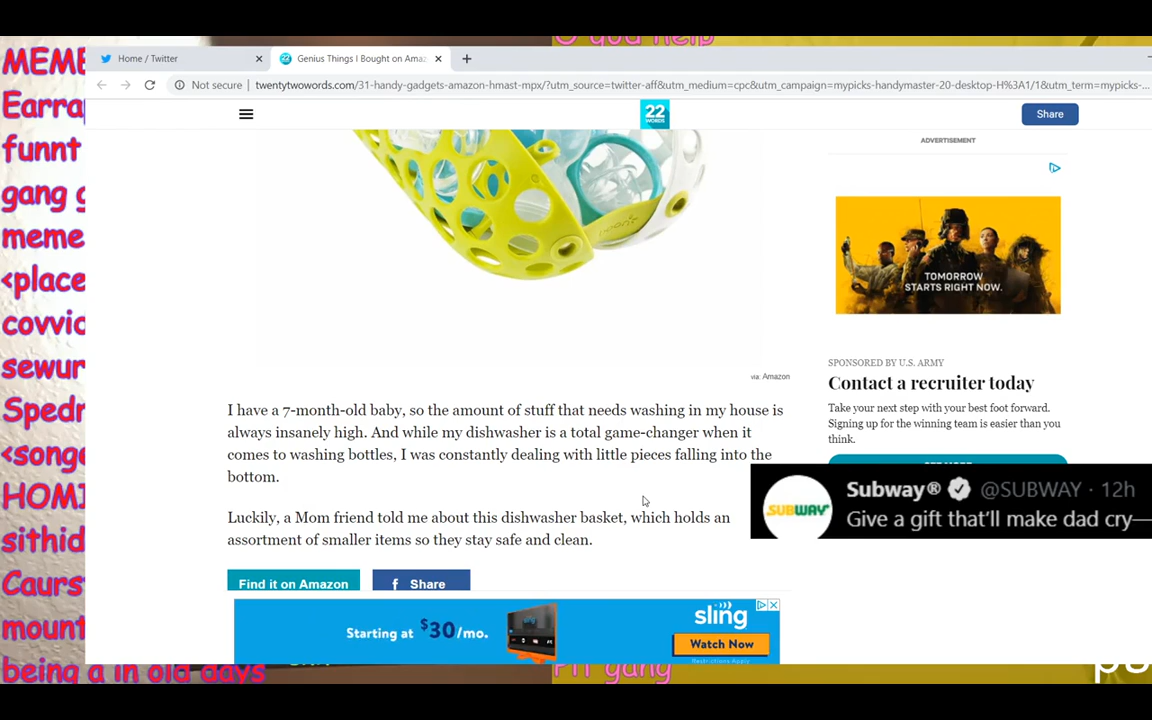 O you help
MEME
Earra
funnt
gang g
meme
<place
covvic
sewur
Spedr
<songe
HOMI
sithid
Caurs
mount
being a in old days
Home / Twitter
Genius Things I Bought on Amaz
Not secure
twentytwowords.com/31-handy-gadgets-amazon-hmast-mpx/?utm_source=twitter-aff&utm_medium=cpc&utm_campaign=mypicks-handymaster-20-desktop-H%3A1/1&utm_term=mypicks-...
22
WORDS
Share
ADVERTISEMENT
TOMORROW
STARTS RIGHT NOW.
via: Amazon
SPONSORED BY U.S. ARMY
Contact a recruiter today
Take your next step with your best foot forward.
Signing up for the winning team is easier than you
think.
I have a 7-month-old baby, so the amount of stuff that needs washing in my house is
always insanely high. And while my dishwasher is a total game-changer when it
comes to washing bottles, I was constantly dealing with little pieces falling into the
bottom.
Luckily, a Mom friend told me about this dishwasher basket, which holds an
assortment of smaller items so they stay safe and clean.
SUBWAY
Subway® @SUBWAY · 12h
Give a gift that'll make dad cry—
Find it on Amazon
f Share
Starting at $30/mo.
sling
Watch Now
Restrictions Apply
PIT gang